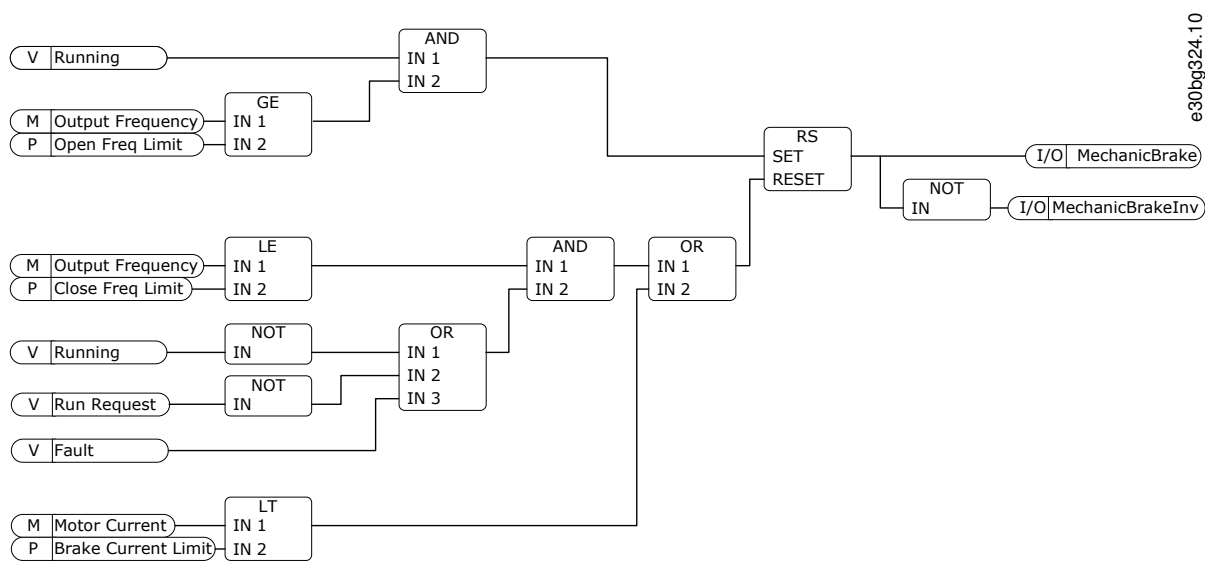 e30bg324.10
AND
V Running
IN 1
IN 2
GE
M Output Frequency
IN 1
P Open Freq Limit
IN 2
RS
SET
RESET
I/O MechanicBrake
NOT
IN
I/O MechanicBrakeInv
LE
M Output Frequency
IN 1
P Close Freq Limit
IN 2
AND
IN 1
IN 2
OR
IN 1
IN 2
NOT
V Running
IN
NOT
V Run Request
IN
V Fault
OR
IN 1
IN 2
IN 3
LT
M Motor Current
IN 1
P Brake Current Limit
IN 2